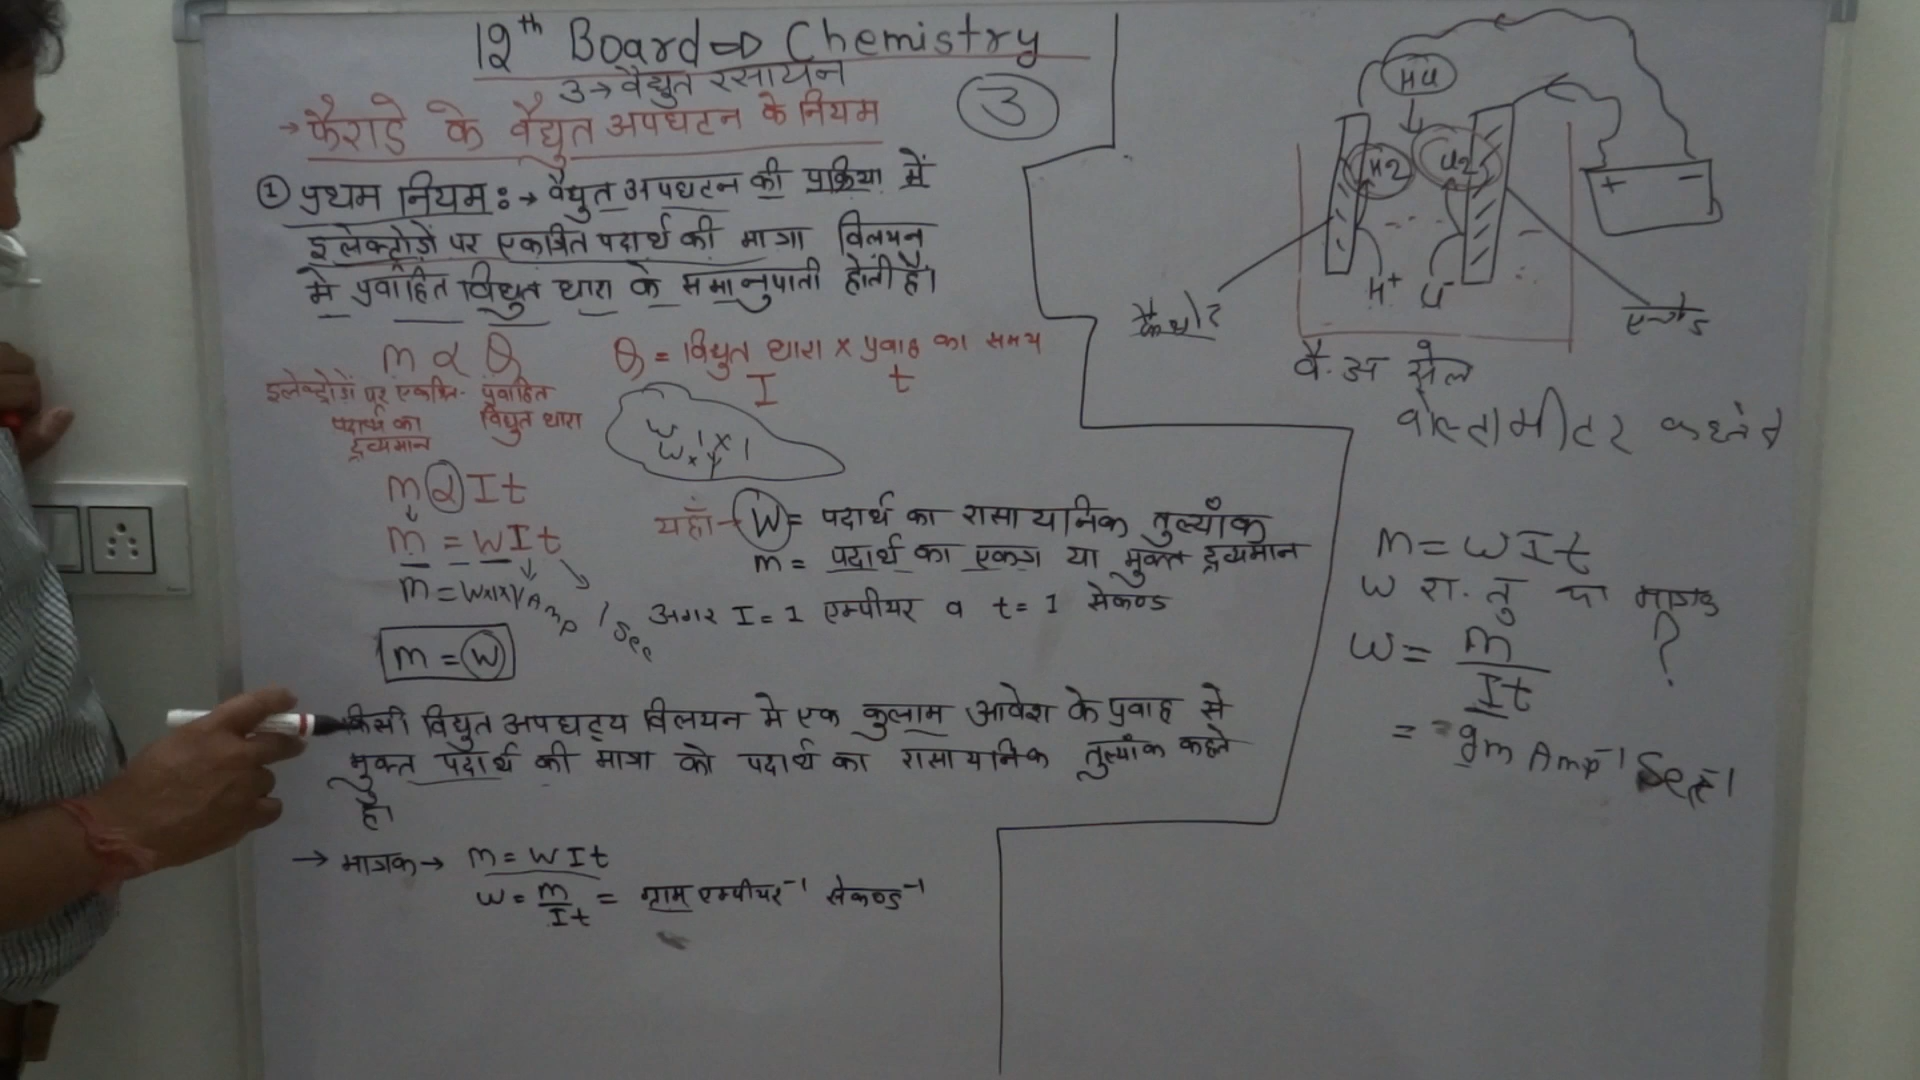 12th Board⇒ Chemistry
3→वैद्युत रसायन
→फैराडे के वैद्युत अपघटन के नियम
3
① प्रथम नियम:→ वैद्युत अपघटन की प्रक्रिया में
इलेक्ट्रोडों पर एकत्रित पदार्थ की मात्रा विलयन
में प्रवाहित विद्युत धारा के समानुपाती होती है।
m α Q
Q = विद्युत धारा x प्रवाह का समय
I t
इलेक्ट्रोडों पर एकत्रित- प्रवाहित
पदार्थ का विद्युत धारा
द्रव्यमान
m α It
m = WIt
यहाँ→ W= पदार्थ का रासायनिक तुल्यांक
m = पदार्थ का एकत्र या मुक्त द्रव्यमान
m = Wx1x1
Amp
Sec
अगर I = 1 एम्पीयर व t = 1 सेकण्ड
m = W
किसी विद्युत अपघट्य विलयन में एक कुलाम आवेश के प्रवाह से
मुक्त पदार्थ की मात्रा को पदार्थ का रासायनिक तुल्यांक कहते
है।
→ मात्रक→ m = WIt
W = m/It = ग्राम एम्पीयर⁻¹ सेकण्ड⁻¹
HCl
H2 Cl2
+ −
H+ Cl-
कैथोड
एनोड
वै.अ सेल
वोल्टामीटर कहते है
m = WIt
W रा. तु का मात्रक
?
W = m/It
= gm Amp⁻¹ Sec⁻¹